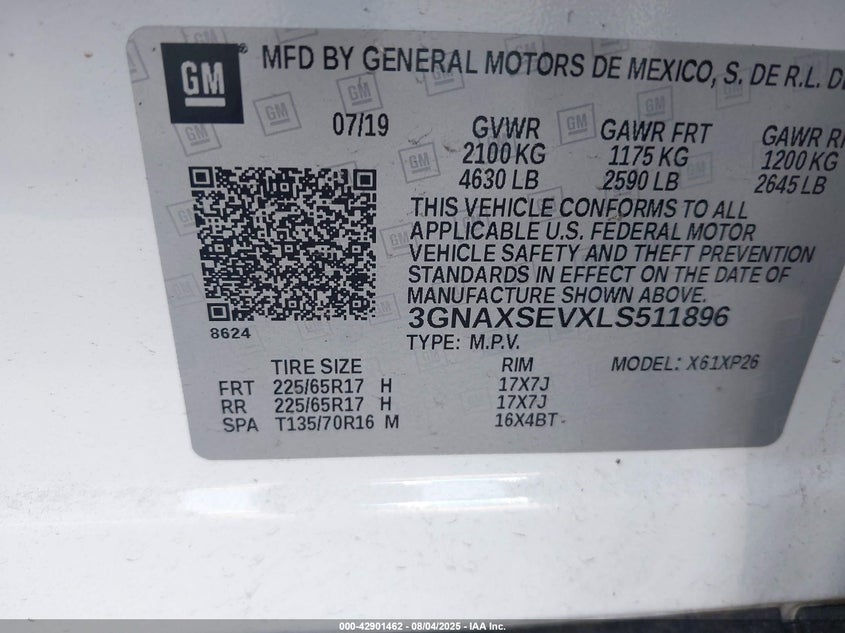 GM ® MFD BY GENERAL MOTORS DE MEXICO, S. DE R.L. DE
07/19 GVWR GAWR FRT GAWR R
2100 KG 1175 KG 1200 KG
4630 LB 2590 LB 2645 LB
THIS VEHICLE CONFORMS TO ALL
APPLICABLE U.S. FEDERAL MOTOR
VEHICLE SAFETY AND THEFT PREVENTION
STANDARDS IN EFFECT ON THE DATE OF
MANUFACTURE SHOWN ABOVE.
8624 3GNAXSEVXLS511896
TYPE: M.P.V.
TIRE SIZE RIM MODEL: X61XP26
FRT 225/65R17 H 17X7J
RR 225/65R17 H 17X7J
SPA T135/70R16 M 16X4BT
000-42901462 - 08/04/2025 - IAA Inc.